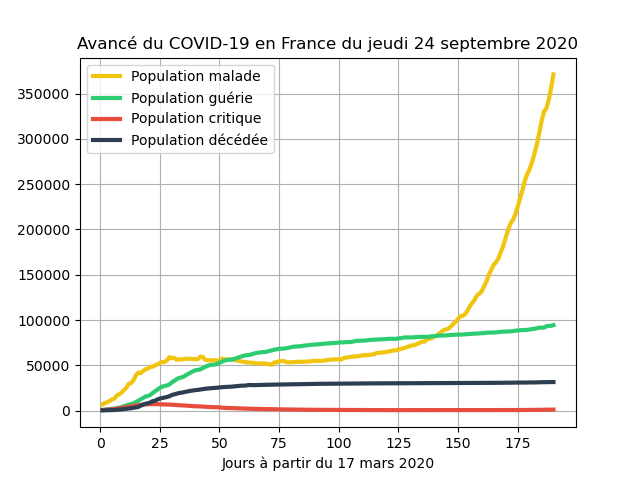 Avancé du COVID-19 en France du jeudi 24 septembre 2020
Population malade
Population guérie
Population critique
Population décédée
350000
300000
250000
200000
150000
100000
50000
0
0 25 50 75 100 125 150 175
Jours à partir du 17 mars 2020